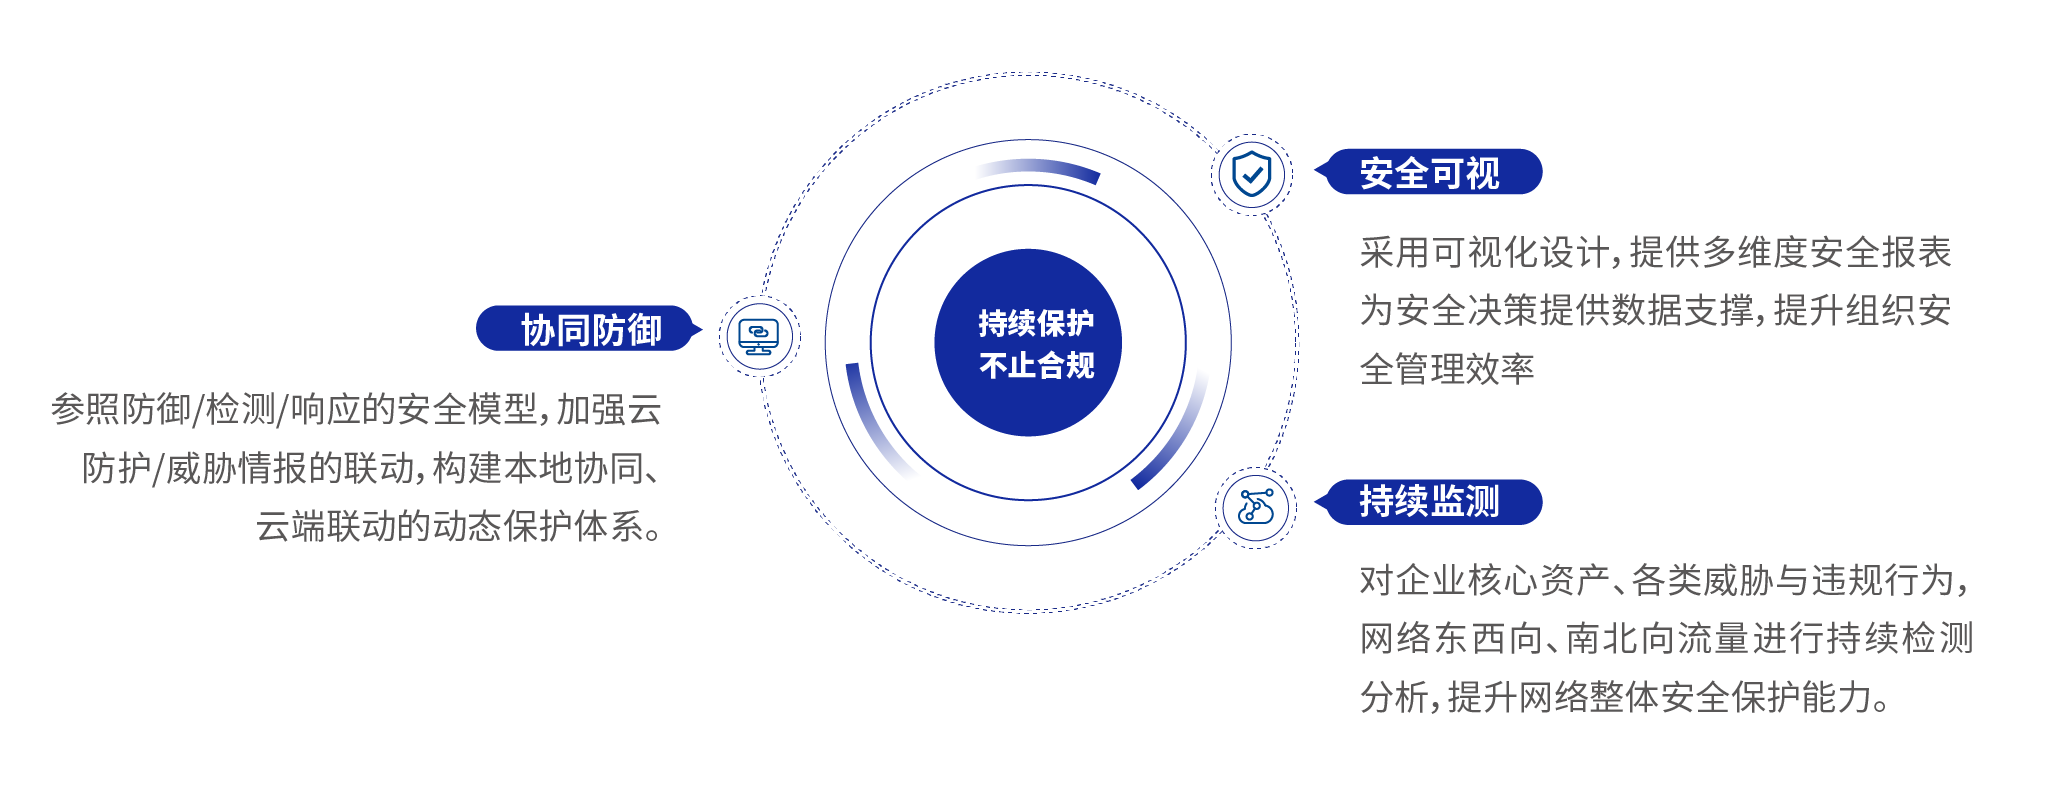 安全可视
采用可视化设计，提供多维度安全报表
为安全决策提供数据支撑，提升组织安
全管理效率
协同防御
参照防御/检测/响应的安全模型，加强云
防护/威胁情报的联动，构建本地协同、
云端联动的动态保护体系。
持续保护
不止合规
持续监测
对企业核心资产、各类威胁与违规行为，
网络东西向、南北向流量进行持续检测
分析，提升网络整体安全保护能力。